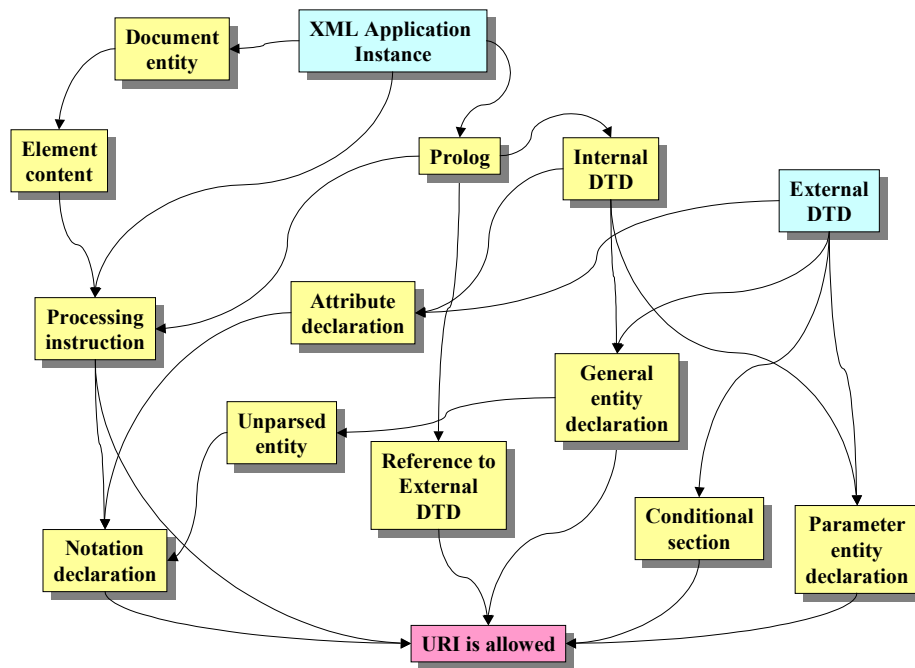 Document
entity
XML Application
Instance
Element
content
Prolog
Internal
DTD
External
DTD
Processing
instruction
Attribute
declaration
General
entity
declaration
Unparsed
entity
Reference to
External
DTD
Conditional
section
Parameter
entity
declaration
Notation
declaration
URI is allowed